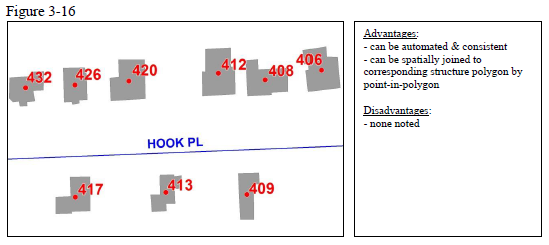 Figure 3-16
432
426
420
412
408
406
HOOK PL
417
413
409
Advantages:
- can be automated & consistent
- can be spatially joined to
corresponding structure polygon by
point-in-polygon
Disadvantages:
- none noted